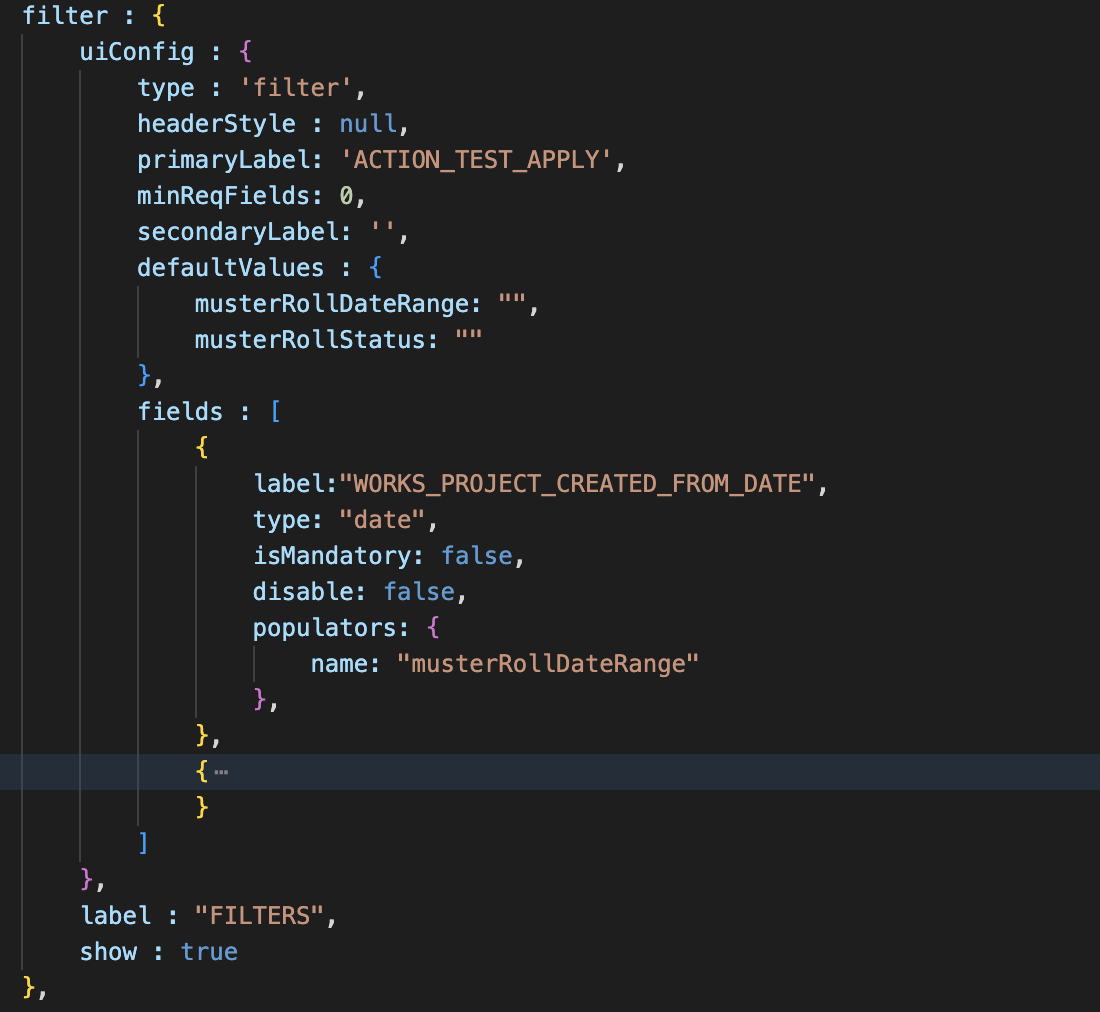 filter : {
    uiConfig : {
        type : 'filter',
        headerStyle : null,
        primaryLabel: 'ACTION_TEST_APPLY',
        minReqFields: 0,
        secondaryLabel: '',
        defaultValues : {
            musterRollDateRange: "",
            musterRollStatus: ""
        },
        fields : [
            {
                label:"WORKS_PROJECT_CREATED_FROM_DATE",
                type: "date",
                isMandatory: false,
                disable: false,
                populators: {
                    name: "musterRollDateRange"
                },
            },
            {⋯
            }
        ]
    },
    label : "FILTERS",
    show : true
},